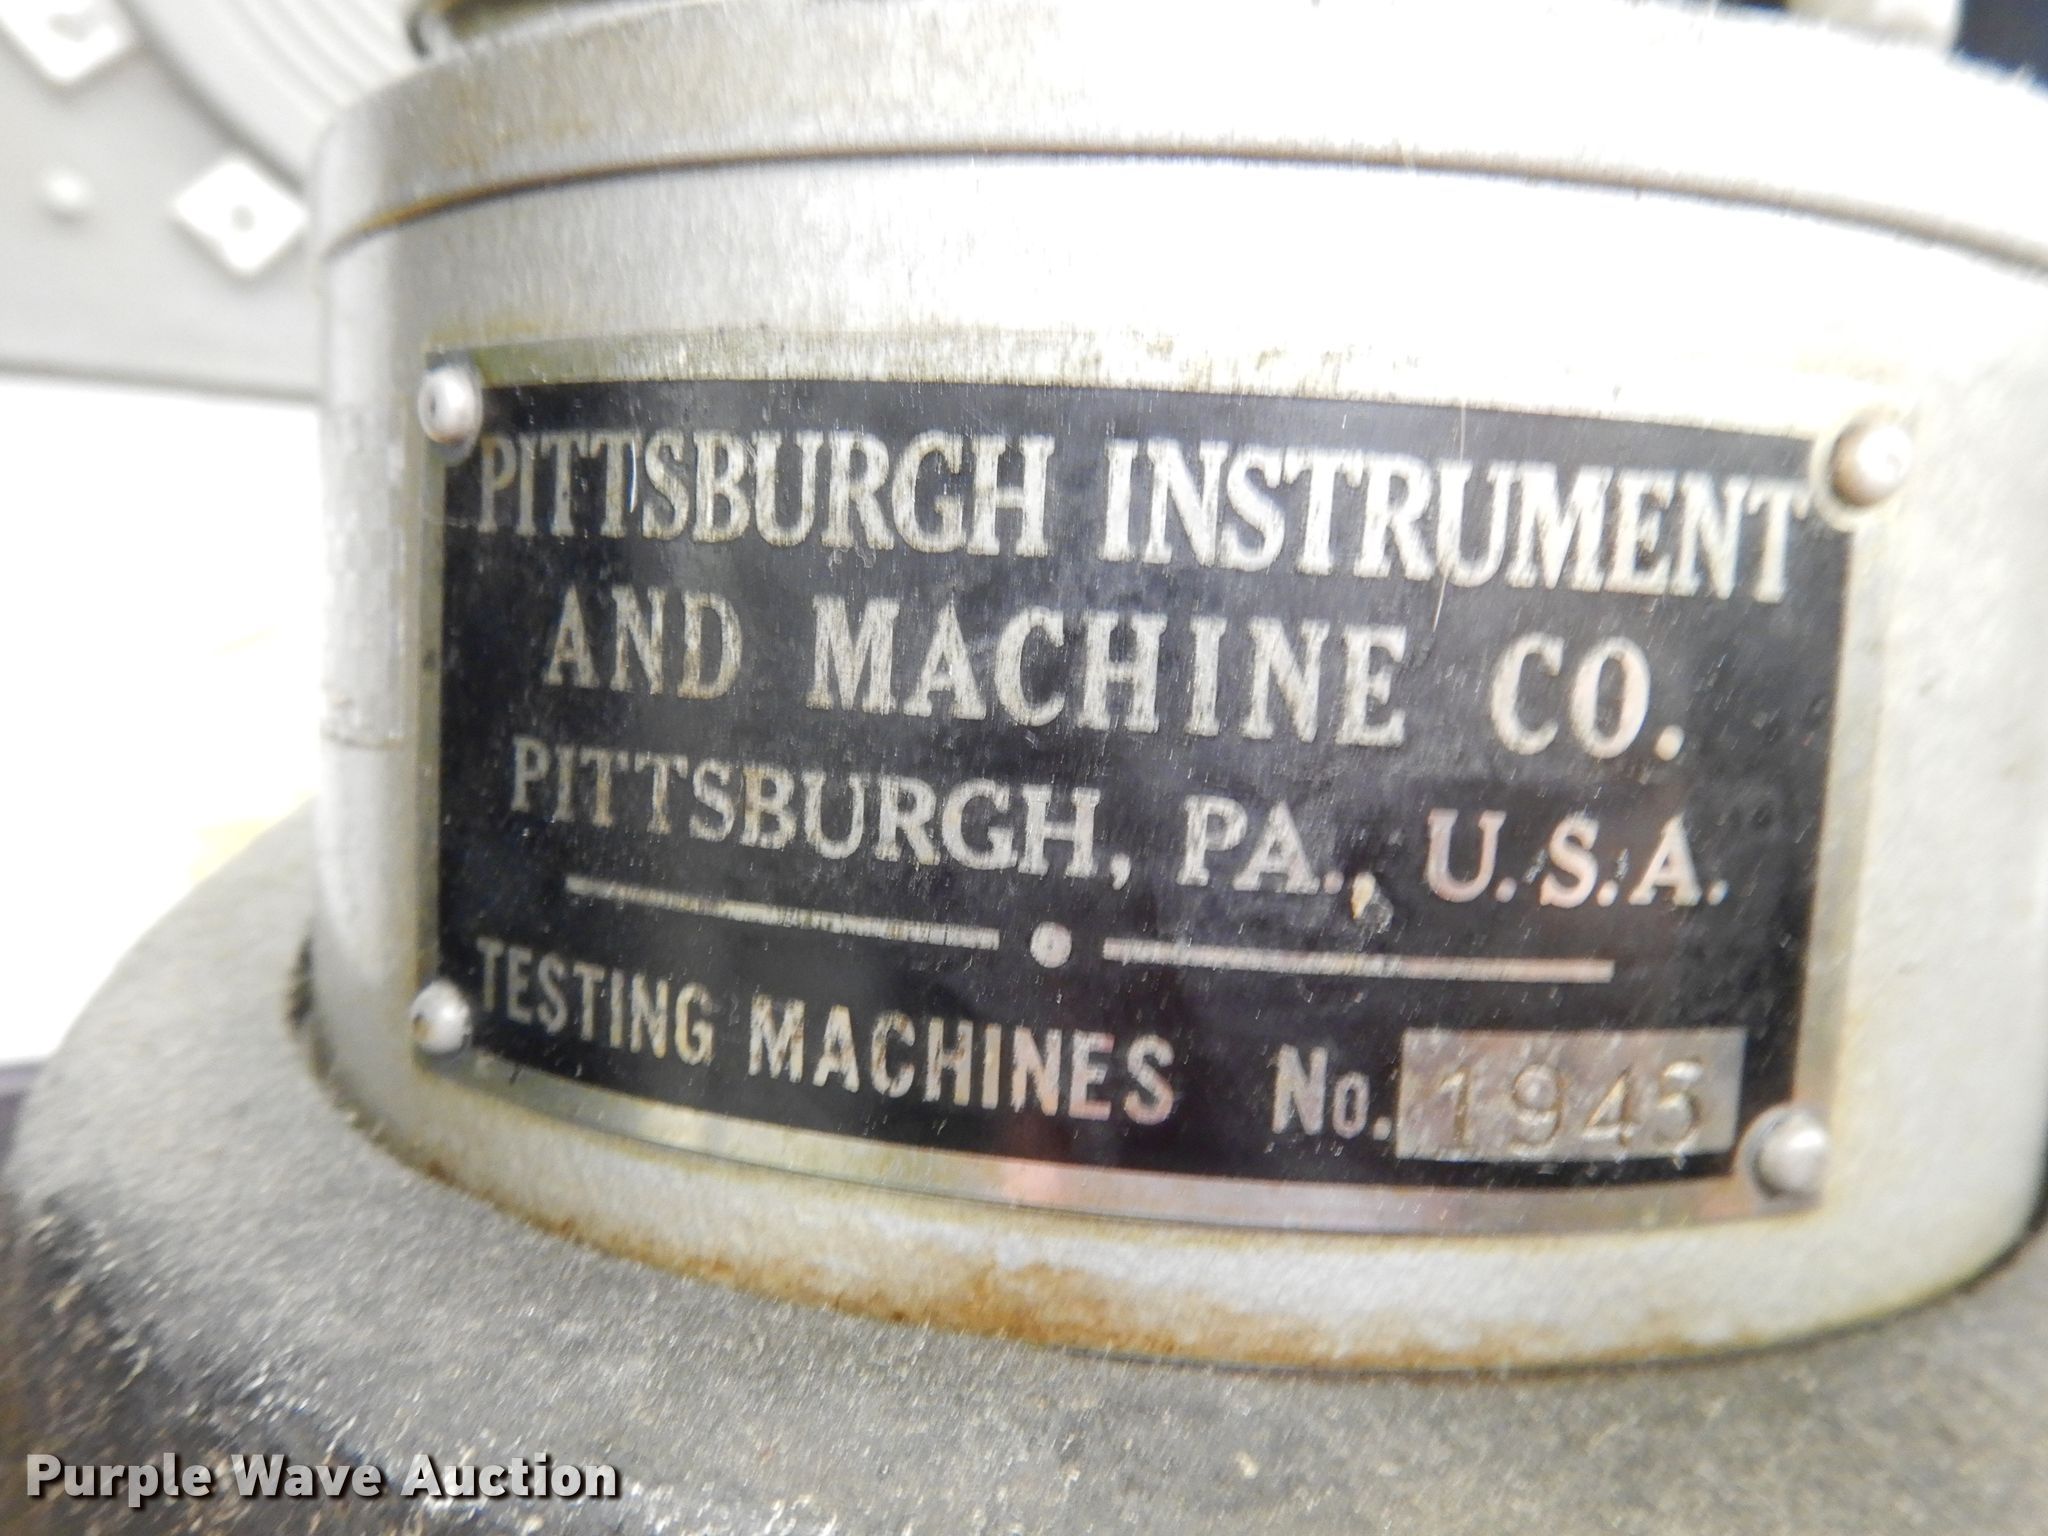 PITTSBURGH INSTRUMENT
AND MACHINE CO.
PITTSBURGH, PA., U.S.A.
TESTING MACHINES No. 1945
Purple Wave Auction